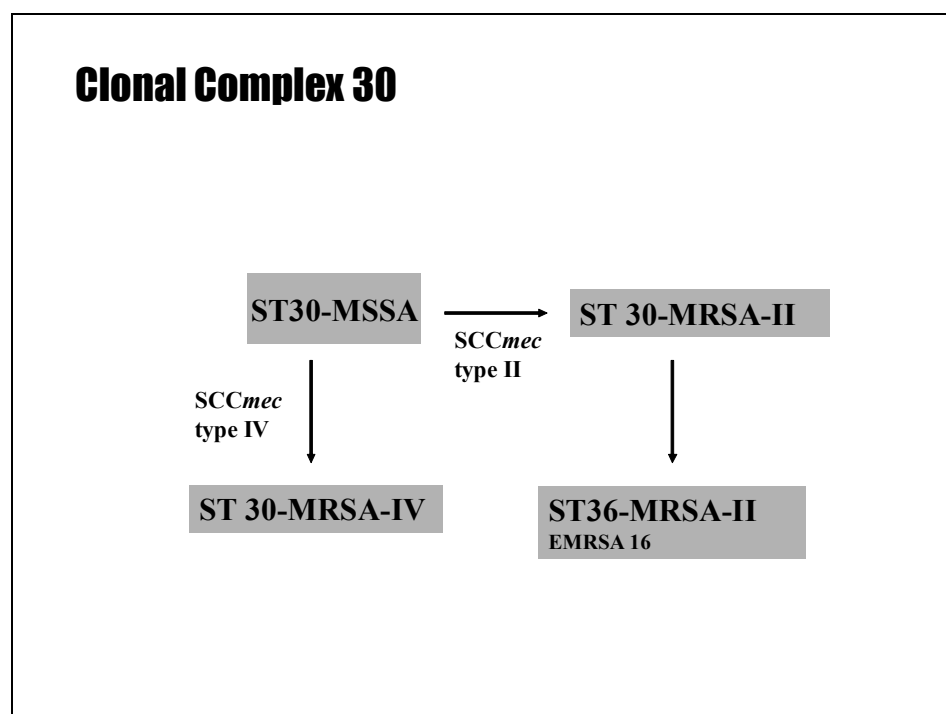 Clonal Complex 30
ST30-MSSA
SCCmec
type II
ST 30-MRSA-II
SCCmec
type IV
ST 30-MRSA-IV
ST36-MRSA-II
EMRSA 16